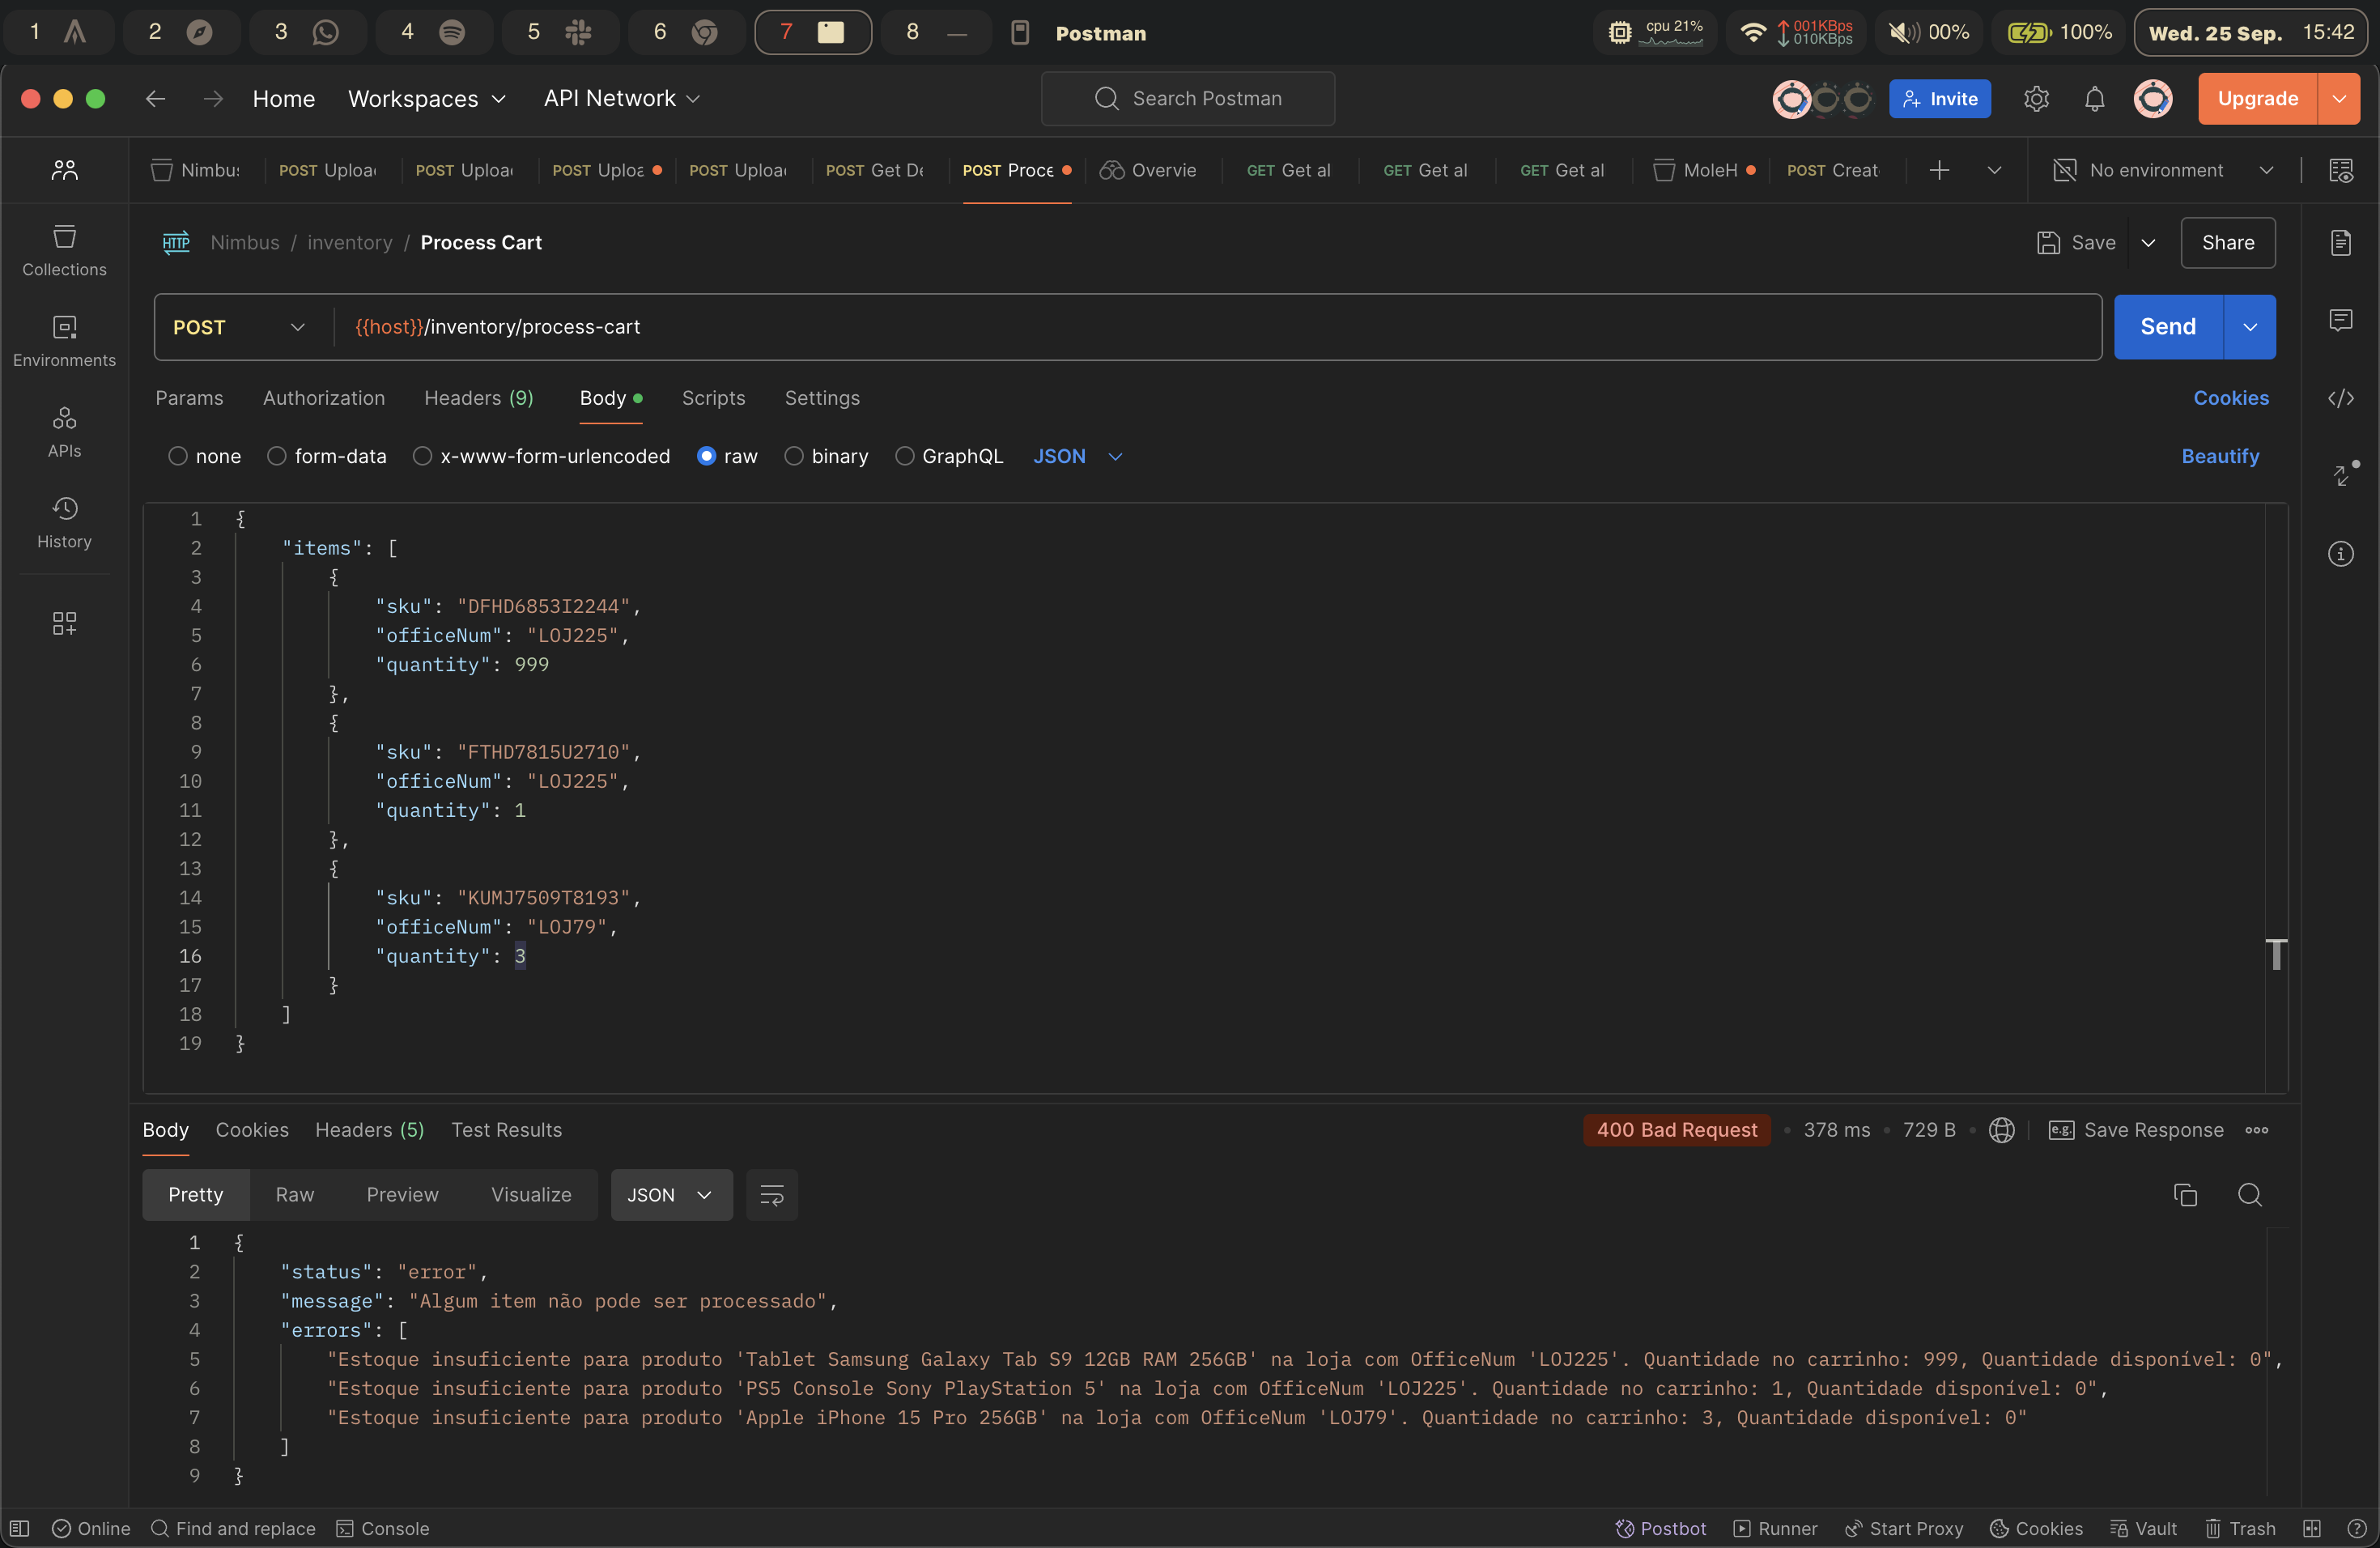 1 2 3 4 5 6 7 8 — Postman cpu 21% 001KBps 010KBps 00% 100% Wed. 25 Sep. 15:42
Home Workspaces API Network Search Postman Invite Upgrade
Nimbu: POST Uploa POST Uploa POST Uploa POST Uploa POST Get De POST Proce Overvie GET Get al GET Get al GET Get al MoleH POST Creat No environment
HTTP Nimbus / inventory / Process Cart Save Share
Collections
POST {{host}}/inventory/process-cart Send
Environments
Params Authorization Headers (9) Body Scripts Settings Cookies
APIs
none form-data x-www-form-urlencoded raw binary GraphQL JSON Beautify
History
1 {
2 "items": [
3 {
4 "sku": "DFHD6853I2244",
5 "officeNum": "LOJ225",
6 "quantity": 999
7 },
8 {
9 "sku": "FTHD7815U2710",
10 "officeNum": "LOJ225",
11 "quantity": 1
12 },
13 {
14 "sku": "KUMJ7509T8193",
15 "officeNum": "LOJ79",
16 "quantity": 3
17 }
18 ]
19 }
Body Cookies Headers (5) Test Results 400 Bad Request 378 ms 729 B e.g. Save Response
Pretty Raw Preview Visualize JSON
1 {
2 "status": "error",
3 "message": "Algum item não pode ser processado",
4 "errors": [
5 "Estoque insuficiente para produto 'Tablet Samsung Galaxy Tab S9 12GB RAM 256GB' na loja com OfficeNum 'LOJ225'. Quantidade no carrinho: 999, Quantidade disponível: 0",
6 "Estoque insuficiente para produto 'PS5 Console Sony PlayStation 5' na loja com OfficeNum 'LOJ225'. Quantidade no carrinho: 1, Quantidade disponível: 0",
7 "Estoque insuficiente para produto 'Apple iPhone 15 Pro 256GB' na loja com OfficeNum 'LOJ79'. Quantidade no carrinho: 3, Quantidade disponível: 0"
8 ]
9 }
Online Find and replace Console Postbot Runner Start Proxy Cookies Vault Trash